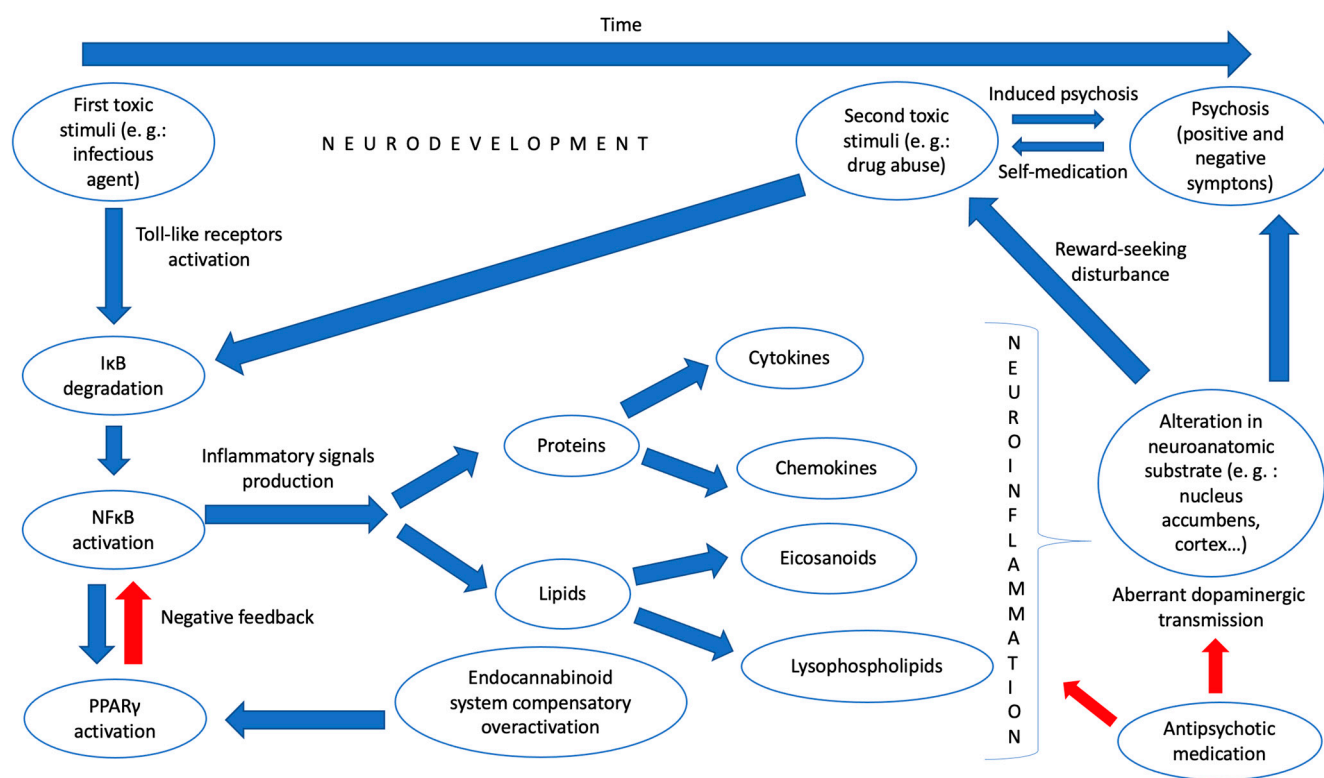 Time
First toxic
stimuli (e. g.:
infectious
agent)
N E U R O D E V E L O P M E N T
Second toxic
stimuli (e. g.:
drug abuse)
Induced psychosis
Self-medication
Psychosis
(positive and
negative
symptons)
Toll-like receptors
activation
Reward-seeking
disturbance
IκB
degradation
Cytokines
Proteins
Chemokines
Inflammatory signals
production
NFκB
activation
Eicosanoids
Lipids
Lysophospholipids
Negative feedback
Endocannabinoid
system compensatory
overactivation
PPARγ
activation
N E U R O I N F L A M M A T I O N
Alteration in
neuroanatomic
substrate (e. g. :
nucleus
accumbens,
cortex...)
Aberrant dopaminergic
transmission
Antipsychotic
medication